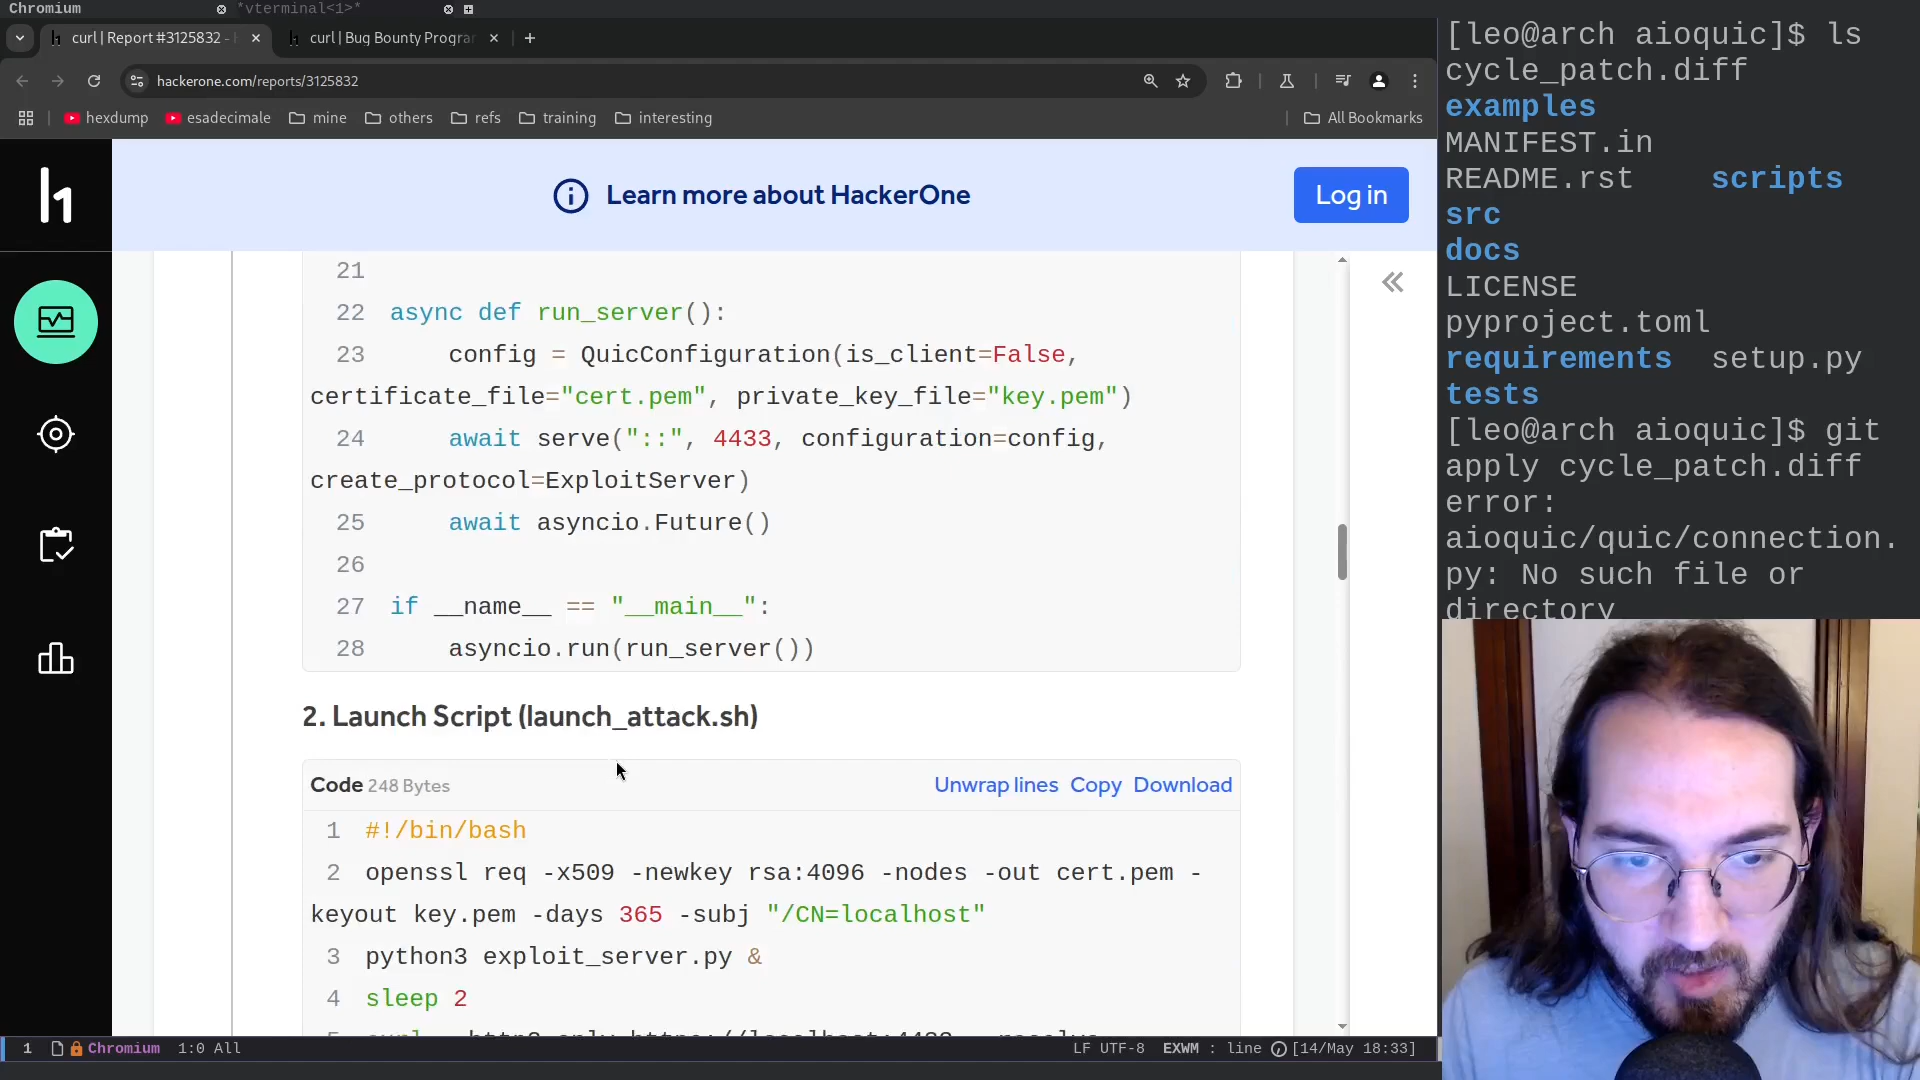 Chromium
*vterminal<1>*
curl | Report #3125832 -
curl | Bug Bounty Progra
hackerone.com/reports/3125832
hexdump
esadecimale
mine
others
refs
training
interesting
All Bookmarks
Learn more about HackerOne
Log in
21
22 async def run_server():
23 config = QuicConfiguration(is_client=False,
certificate_file="cert.pem", private_key_file="key.pem")
24 await serve("::", 4433, configuration=config,
create_protocol=ExploitServer)
25 await asyncio.Future()
26
27 if __name__ == "__main__":
28 asyncio.run(run_server())
2. Launch Script (launch_attack.sh)
Code 248 Bytes
Unwrap lines Copy Download
1 #!/bin/bash
2 openssl req -x509 -newkey rsa:4096 -nodes -out cert.pem -
keyout key.pem -days 365 -subj "/CN=localhost"
3 python3 exploit_server.py &
4 sleep 2
1 Chromium 1:0 All
LF UTF-8 EXWM : line [14/May 18:33]
[leo@arch aioquic]$ ls
cycle_patch.diff
examples
MANIFEST.in
README.rst scripts
src
docs
LICENSE
pyproject.toml
requirements setup.py
tests
[leo@arch aioquic]$ git
apply cycle_patch.diff
error:
aioquic/quic/connection.
py: No such file or
directory